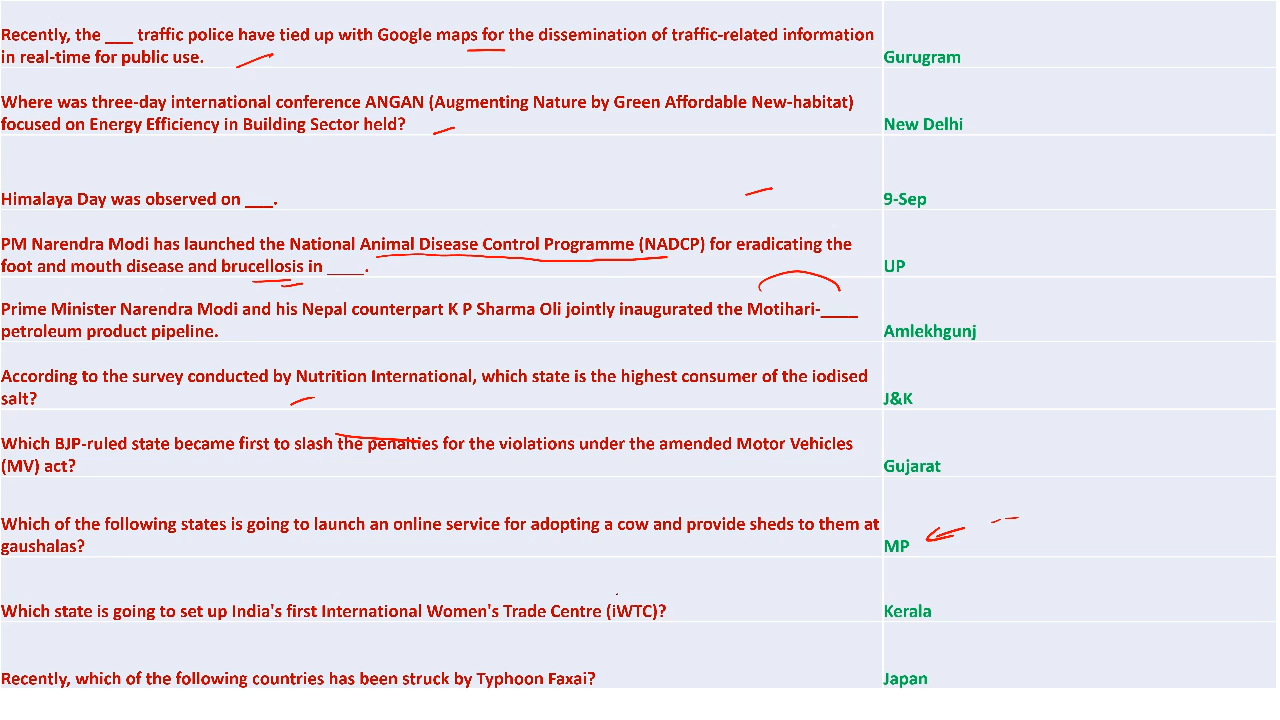 Recently, the ___ traffic police have tied up with Google maps for the dissemination of traffic-related information
in real-time for public use.
Gurugram
Where was three-day international conference ANGAN (Augmenting Nature by Green Affordable New-habitat)
focused on Energy Efficiency in Building Sector held?
New Delhi
Himalaya Day was observed on ___.
9-Sep
PM Narendra Modi has launched the National Animal Disease Control Programme (NADCP) for eradicating the
foot and mouth disease and brucellosis in ____.
UP
Prime Minister Narendra Modi and his Nepal counterpart K P Sharma Oli jointly inaugurated the Motihari-____
petroleum product pipeline.
Amlekhgunj
According to the survey conducted by Nutrition International, which state is the highest consumer of the iodised
salt?
J&K
Which BJP-ruled state became first to slash the penalties for the violations under the amended Motor Vehicles
(MV) act?
Gujarat
Which of the following states is going to launch an online service for adopting a cow and provide sheds to them at
gaushalas?
MP
Which state is going to set up India's first International Women's Trade Centre (iWTC)?
Kerala
Recently, which of the following countries has been struck by Typhoon Faxai?
Japan